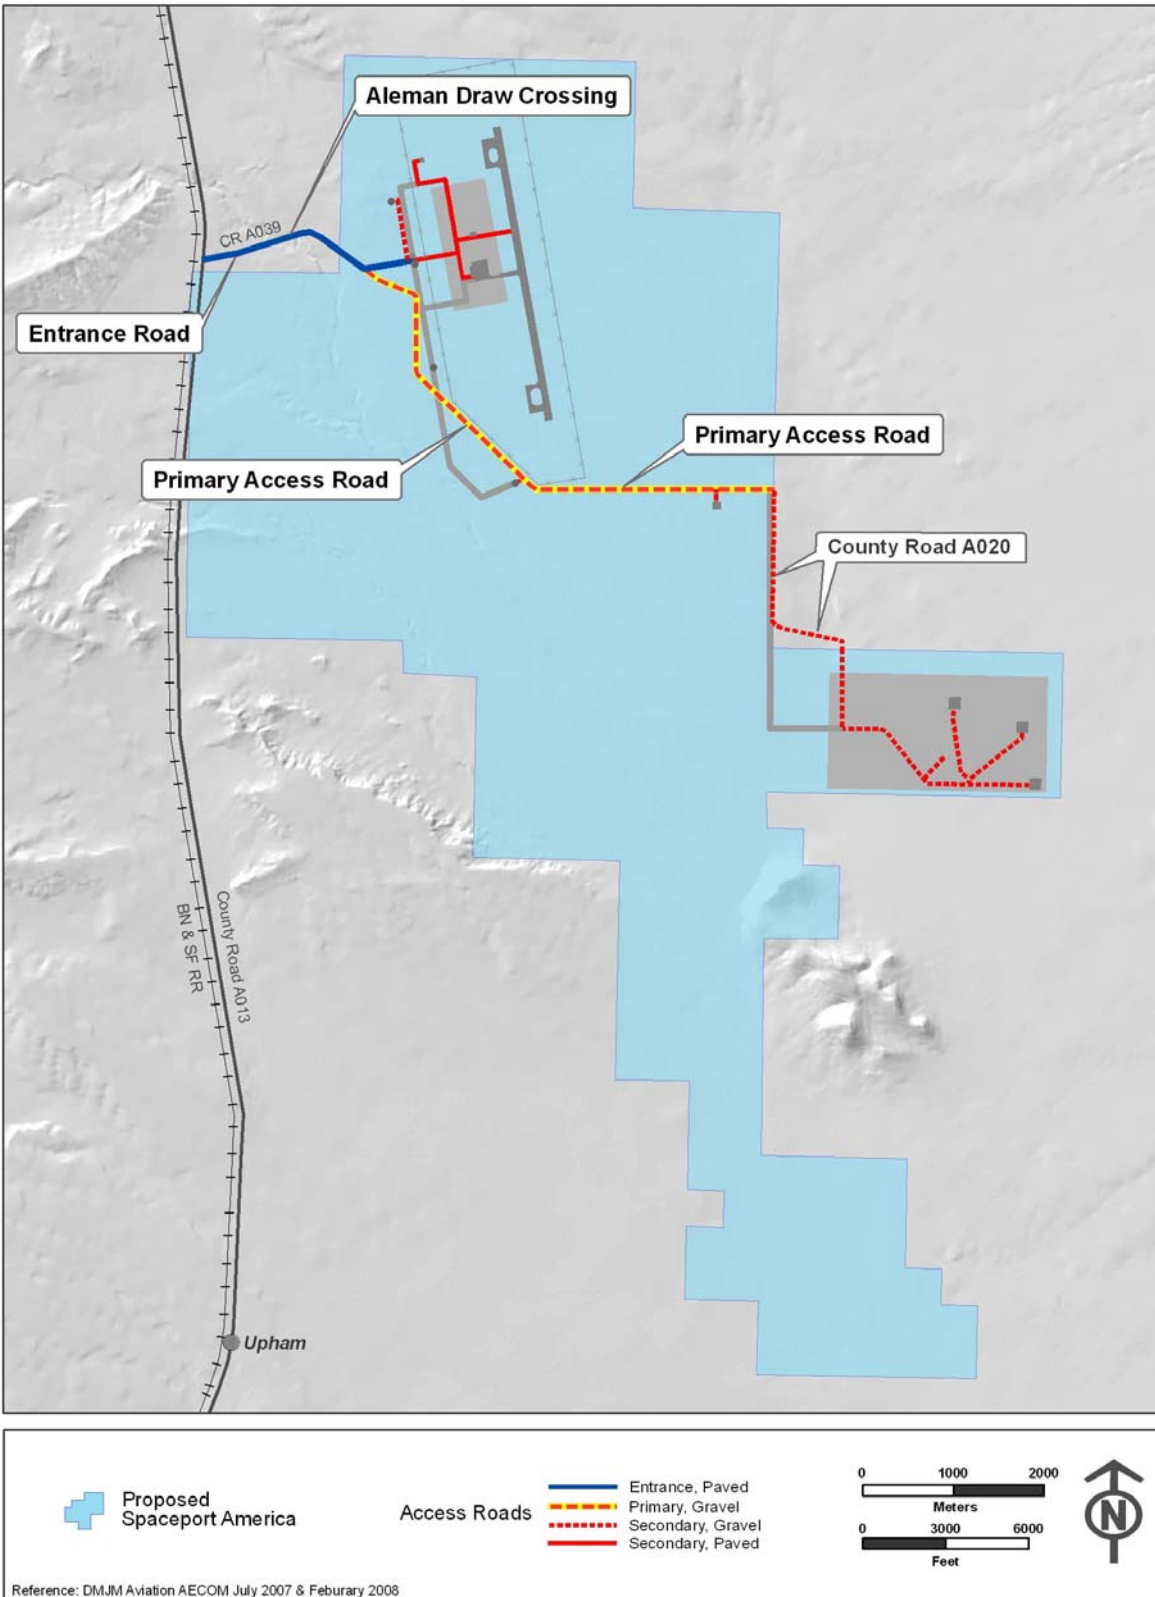 Aleman Draw Crossing
CR A039
Entrance Road
Primary Access Road
Primary Access Road
County Road A020
County Road A013
BN & SF RR
Upham
Proposed
Spaceport America
Access Roads
Entrance, Paved
Primary, Gravel
Secondary, Gravel
Secondary, Paved
0 1000 2000
Meters
0 3000 6000
Feet
N
Reference: DMJM Aviation AECOM July 2007 & Feburary 2008